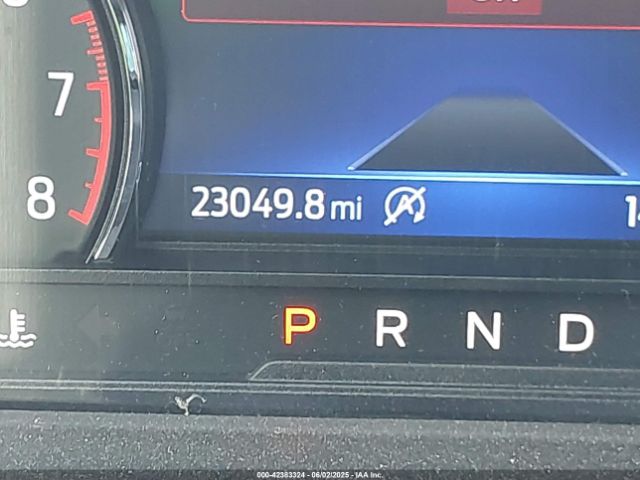 7
8
23049.8 mi
P R N D
000-42383324 - 06/02/2025 - IAA Inc.